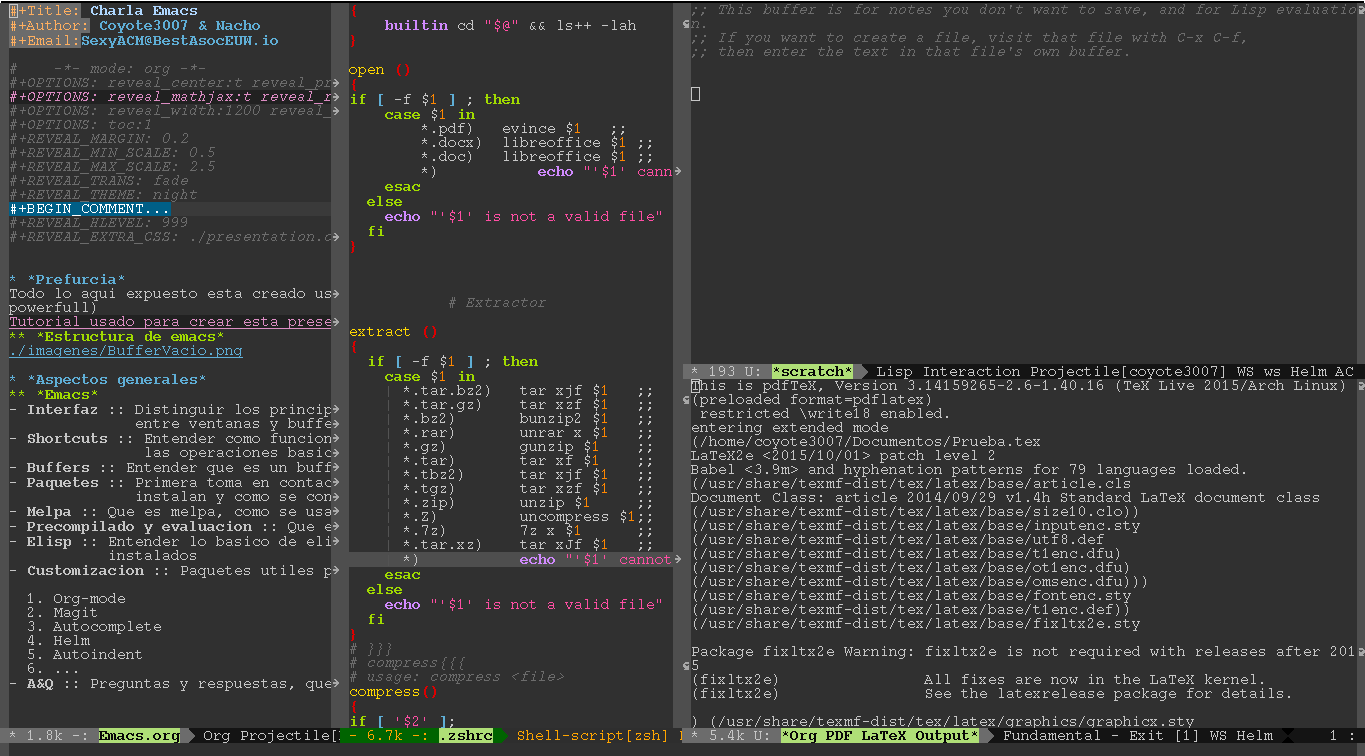 #+Title: Charla Emacs
#+Author: Coyote3007 & Nacho
#+Email:SexyACM@BestAsocEUW.io
#    -*- mode: org -*-
#+OPTIONS: reveal_center:t reveal_pr
#+OPTIONS: reveal_mathjax:t reveal_r
#+OPTIONS: reveal_width:1200 reveal_
#+OPTIONS: toc:1
#+REVEAL_MARGIN: 0.2
#+REVEAL_MIN_SCALE: 0.5
#+REVEAL_MAX_SCALE: 2.5
#+REVEAL_TRANS: fade
#+REVEAL_THEME: night
#+BEGIN_COMMENT...
#+REVEAL_HLEVEL: 999
#+REVEAL_EXTRA_CSS: ./presentation.c
* *Prefurcia*
Todo lo aqui expuesto esta creado us
powerfull)
Tutorial usado para crear esta prese
** *Estructura de emacs*
./imagenes/BufferVacio.png
* *Aspectos generales*
** *Emacs*
- Interfaz :: Distinguir los princip
entre ventanas y buffe
- Shortcuts :: Entender como funcion
las operaciones basic
- Buffers :: Entender que es un buff
- Paquetes :: Primera toma en contac
instalan y como se con
- Melpa :: Que es melpa, como se usa
- Precompilado y evaluacion :: Que e
- Elisp :: Entender lo basico de eli
instalados
- Customizacion :: Paquetes utiles p
1. Org-mode
2. Magit
3. Autocomplete
4. Helm
5. Autoindent
6. ...
- A&Q :: Preguntas y respuestas, que
* 1.8k -: Emacs.org Org Projectile[
{
builtin cd "$@" && ls++ -lah
}
open ()
{
if [ -f $1 ] ; then
case $1 in
*.pdf)   evince $1   ;;
*.docx)  libreoffice $1 ;;
*.doc)   libreoffice $1 ;;
*)           echo "'$1' cann
esac
else
echo "'$1' is not a valid file"
fi
}
# Extractor
extract ()
{
if [ -f $1 ] ; then
case $1 in
*.tar.bz2)   tar xjf $1   ;;
*.tar.gz)    tar xzf $1   ;;
*.bz2)       bunzip2 $1   ;;
*.rar)       unrar x $1   ;;
*.gz)        gunzip $1    ;;
*.tar)       tar xf $1    ;;
*.tbz2)      tar xjf $1   ;;
*.tgz)       tar xzf $1   ;;
*.zip)       unzip $1     ;;
*.Z)         uncompress $1;;
*.7z)        7z x $1      ;;
*.tar.xz)    tar xJf $1   ;;
*)           echo "'$1' cannot
esac
else
echo "'$1' is not a valid file"
fi
}
# }}}
# compress{{{
# usage: compress <file>
compress()
{
if [ '$2' ];
- 6.7k -: .zshrc Shell-script[zsh]
;; This buffer is for notes you don't want to save, and for Lisp evaluatio
n.
;; If you want to create a file, visit that file with C-x C-f,
;; then enter the text in that file's own buffer.
* 193 U: *scratch* Lisp Interaction Projectile[coyote3007] WS ws Helm AC
This is pdfTeX, Version 3.14159265-2.6-1.40.16 (TeX Live 2015/Arch Linux)
(preloaded format=pdflatex)
restricted \write18 enabled.
entering extended mode
(/home/coyote3007/Documentos/Prueba.tex
LaTeX2e <2015/10/01> patch level 2
Babel <3.9m> and hyphenation patterns for 79 languages loaded.
(/usr/share/texmf-dist/tex/latex/base/article.cls
Document Class: article 2014/09/29 v1.4h Standard LaTeX document class
(/usr/share/texmf-dist/tex/latex/base/size10.clo))
(/usr/share/texmf-dist/tex/latex/base/inputenc.sty
(/usr/share/texmf-dist/tex/latex/base/utf8.def
(/usr/share/texmf-dist/tex/latex/base/t1enc.dfu)
(/usr/share/texmf-dist/tex/latex/base/ot1enc.dfu)
(/usr/share/texmf-dist/tex/latex/base/omsenc.dfu)))
(/usr/share/texmf-dist/tex/latex/base/fontenc.sty
(/usr/share/texmf-dist/tex/latex/base/t1enc.def))
(/usr/share/texmf-dist/tex/latex/base/fixltx2e.sty
Package fixltx2e Warning: fixltx2e is not required with releases after 201
5
(fixltx2e)                All fixes are now in the LaTeX kernel.
(fixltx2e)                See the latexrelease package for details.
) (/usr/share/texmf-dist/tex/latex/graphics/graphicx.sty
* 5.4k U: *Org PDF LaTeX Output* Fundamental - Exit [1] WS Helm 1 :